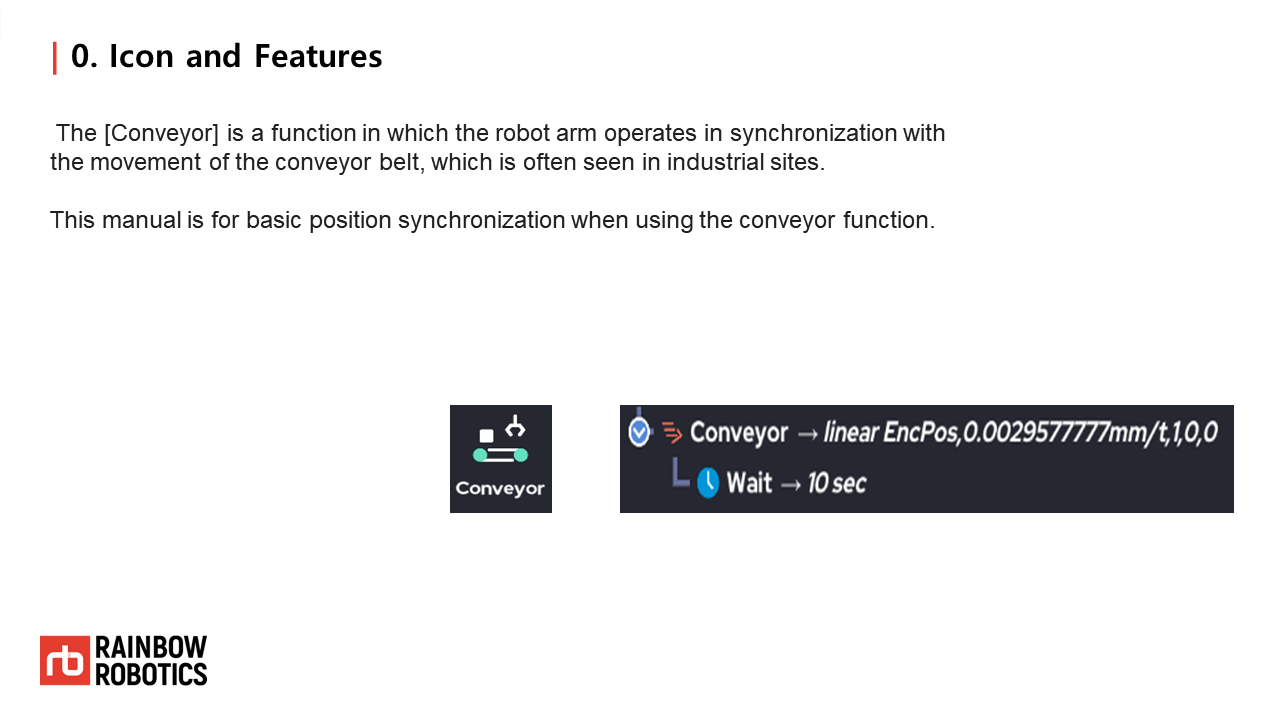 0. Icon and Features
The [Conveyor] is a function in which the robot arm operates in synchronization with
the movement of the conveyor belt, which is often seen in industrial sites.
This manual is for basic position synchronization when using the conveyor function.
Conveyor
Conveyor → linear EncPos,0.0029577777mm/t,1,0,0
Wait → 10 sec
rb RAINBOW
ROBOTICS